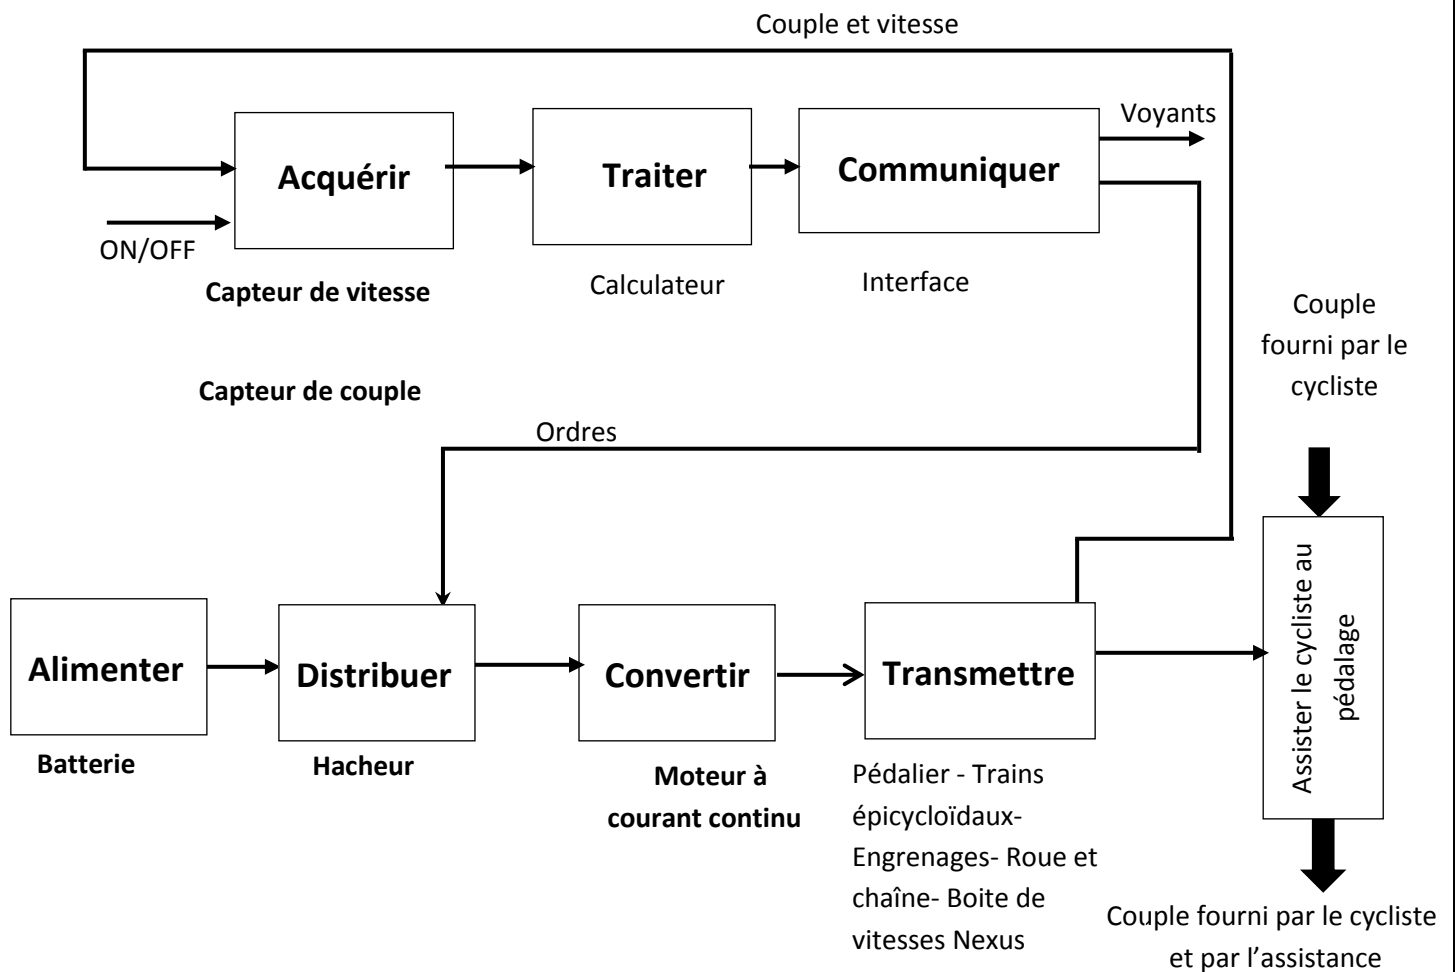 Couple et vitesse
Acquérir
Traiter
Communiquer
Voyants
ON/OFF
Capteur de vitesse
Calculateur
Interface
Capteur de couple
Ordres
Couple
fourni par le
cycliste
Alimenter
Distribuer
Convertir
Transmettre
Assister le cycliste au
pédalage
Batterie
Hacheur
Moteur à
courant continu
Pédalier - Trains
épicycloïdaux-
Engrenages- Roue et
chaîne- Boite de
vitesses Nexus
Couple fourni par le cycliste
et par l’assistance